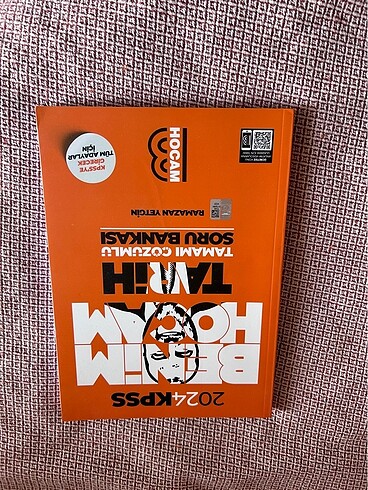 2024 KPSS
BENİM
HOCAM
TARİH
TAMAMI ÇÖZÜMLÜ
SORU BANKASI
RAMAZAN YETGİN
HOCAM
KPSS'YE
GİRECEK
TÜM ADAYLAR
İÇİN